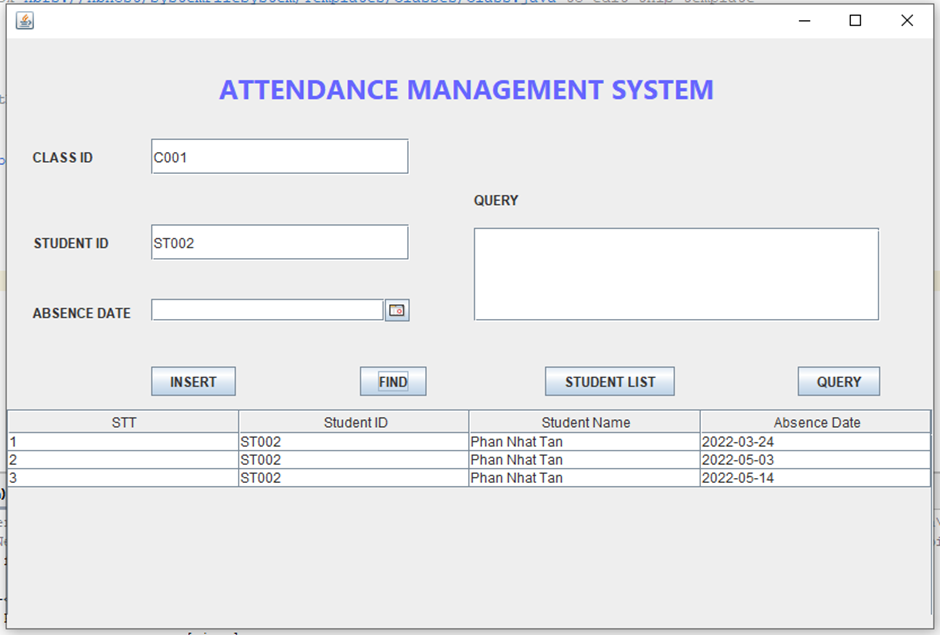 ATTENDANCE MANAGEMENT SYSTEM
CLASS ID
C001
QUERY
STUDENT ID
ST002
ABSENCE DATE
INSERT
FIND
STUDENT LIST
QUERY
STT Student ID Student Name Absence Date
1 ST002 Phan Nhat Tan 2022-03-24
2 ST002 Phan Nhat Tan 2022-05-03
3 ST002 Phan Nhat Tan 2022-05-14